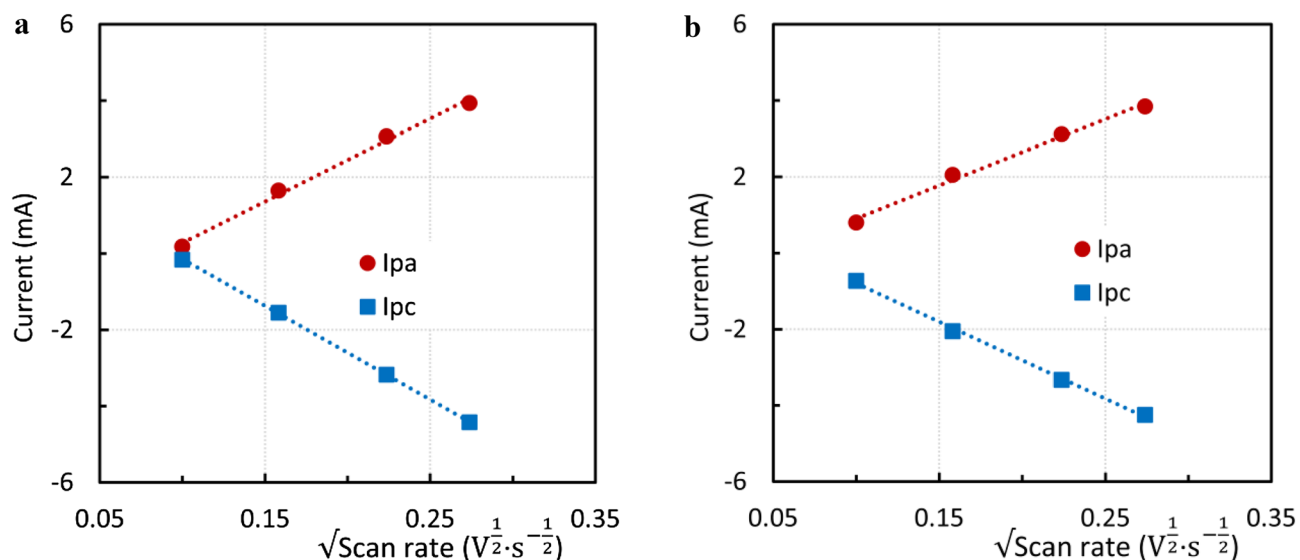 a
6
2
-2
-6
Current (mA)
Ipa
Ipc
0.05
0.15
0.25
0.35
√Scan rate (V^{1/2}·s^{-1/2})
b
6
2
-2
-6
Current (mA)
Ipa
Ipc
0.05
0.15
0.25
0.35
√Scan rate (V^{1/2}·s^{-1/2})